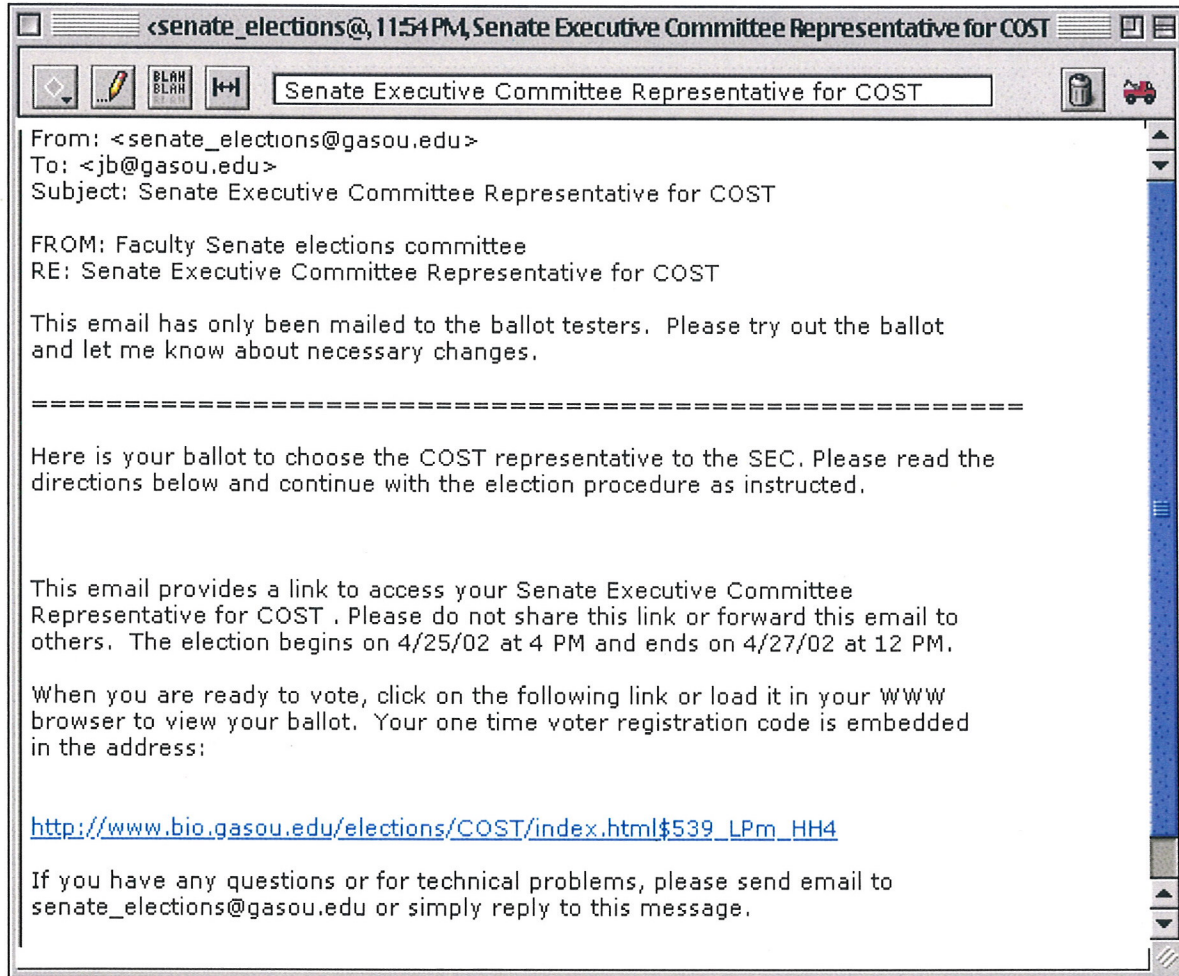 <senate_elections@, 11:54 PM, Senate Executive Committee Representative for COST
BLAH
BLAH
Senate Executive Committee Representative for COST
From: <senate_elections@gasou.edu>
To: <jb@gasou.edu>
Subject: Senate Executive Committee Representative for COST
FROM: Faculty Senate elections committee
RE: Senate Executive Committee Representative for COST
This email has only been mailed to the ballot testers. Please try out the ballot
and let me know about necessary changes.
======================================================
Here is your ballot to choose the COST representative to the SEC. Please read the
directions below and continue with the election procedure as instructed.
This email provides a link to access your Senate Executive Committee
Representative for COST . Please do not share this link or forward this email to
others. The election begins on 4/25/02 at 4 PM and ends on 4/27/02 at 12 PM.
When you are ready to vote, click on the following link or load it in your WWW
browser to view your ballot. Your one time voter registration code is embedded
in the address:
http://www.bio.gasou.edu/elections/COST/index.html$539_LPm_HH4
If you have any questions or for technical problems, please send email to
senate_elections@gasou.edu or simply reply to this message.